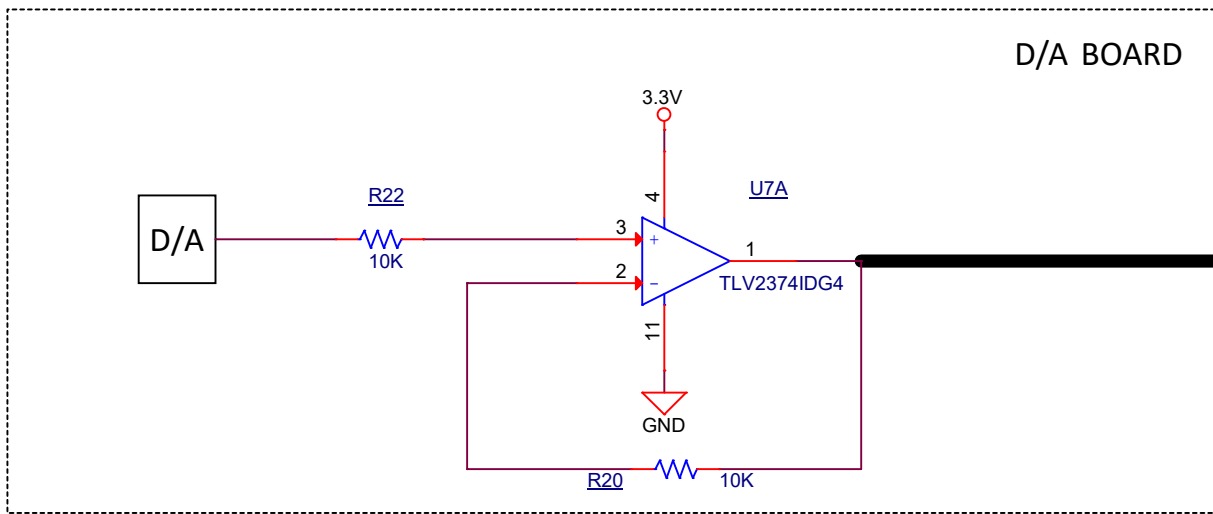 D/A BOARD
3.3V
4
U7A
R22
D/A
10K
3
+
1
2
−
TLV2374IDG4
11
GND
R20
10K